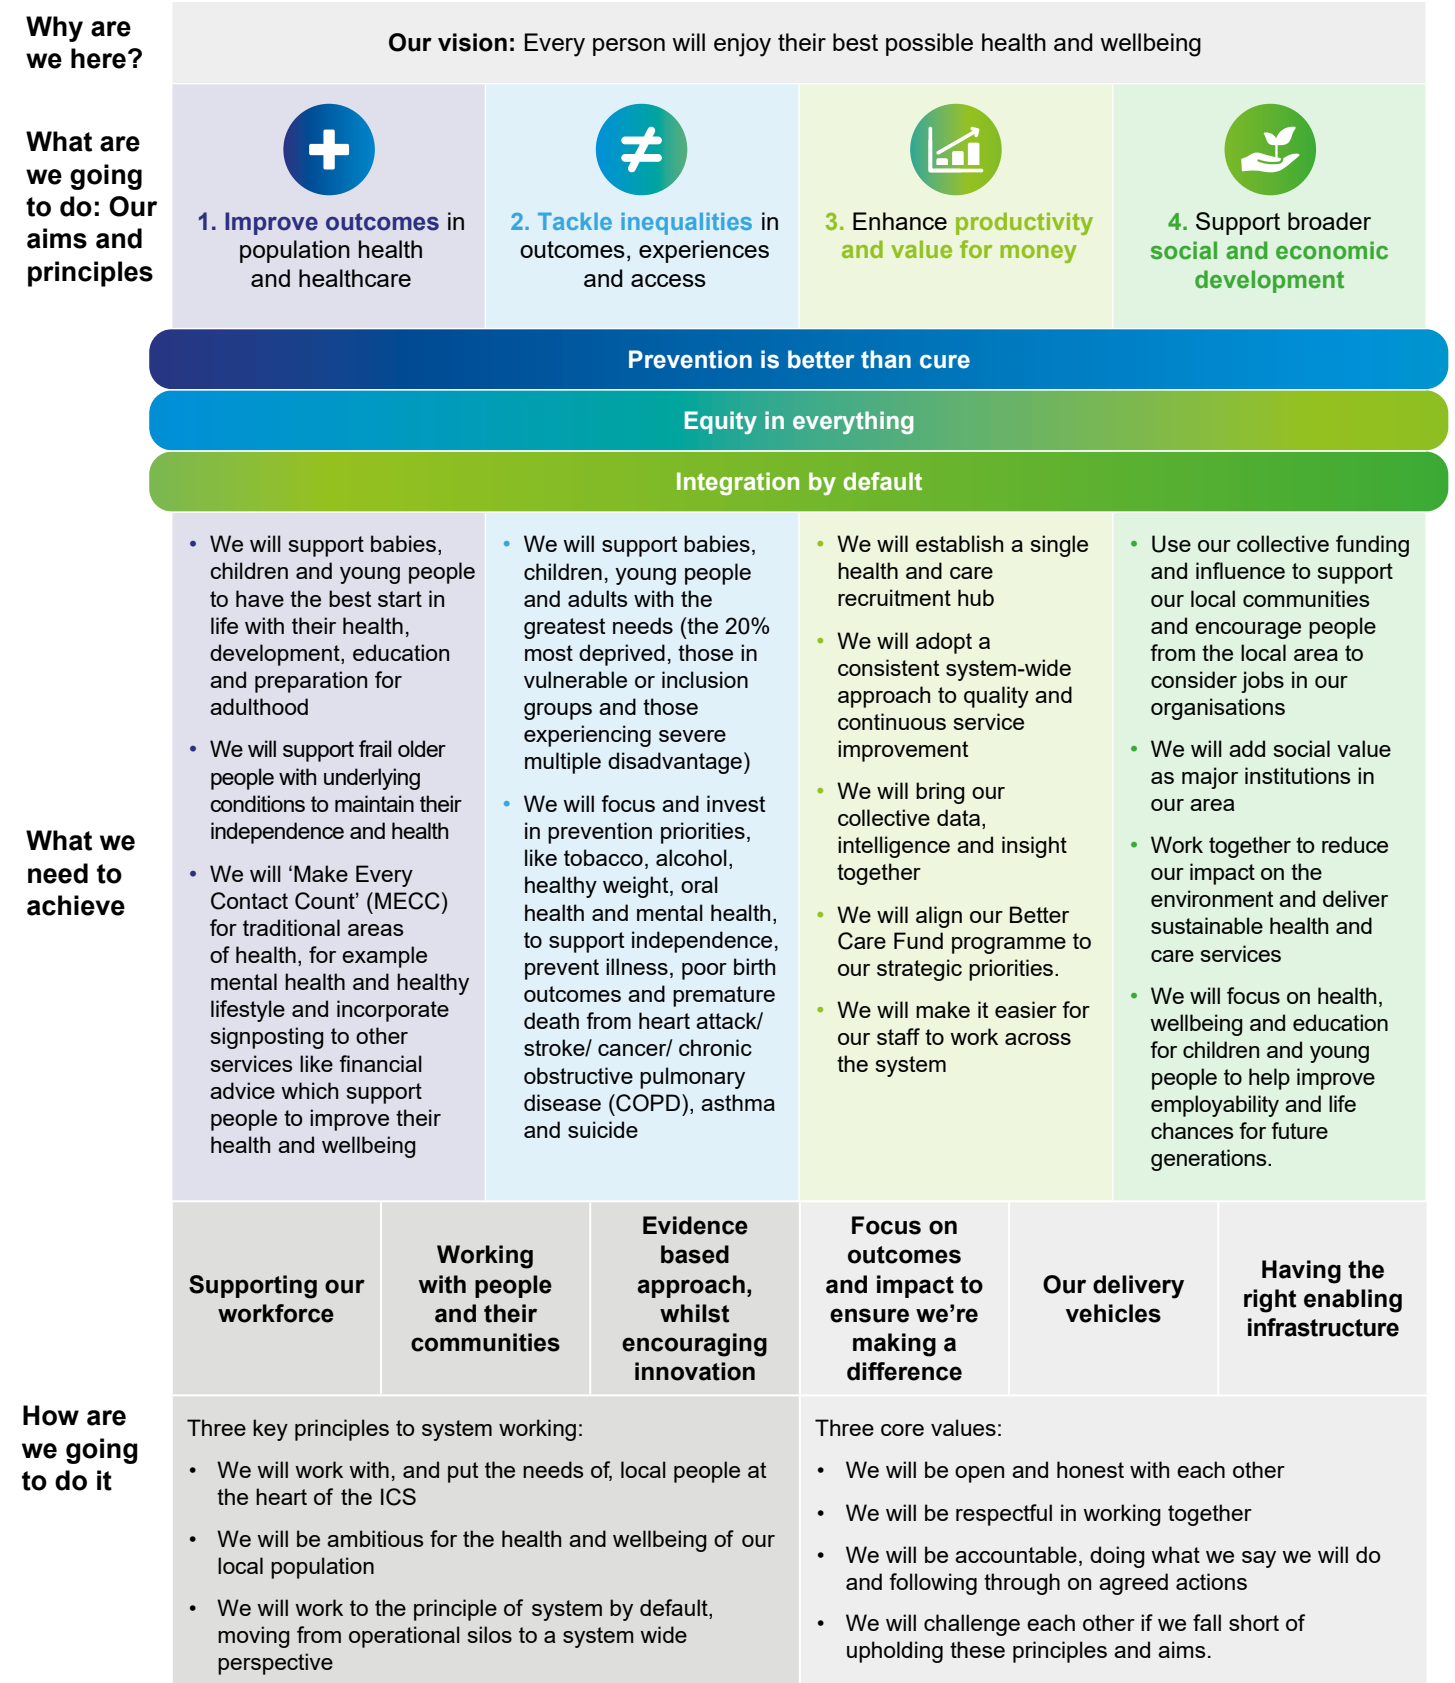 Why are
we here?
Our vision: Every person will enjoy their best possible health and wellbeing
What are
we going
to do: Our
aims and
principles
1. Improve outcomes in
population health
and healthcare
2. Tackle inequalities in
outcomes, experiences
and access
3. Enhance productivity
and value for money
4. Support broader
social and economic
development
Prevention is better than cure
Equity in everything
Integration by default
What we
need to
achieve
• We will support babies,
children and young people
to have the best start in
life with their health,
development, education
and preparation for
adulthood
• We will support frail older
people with underlying
conditions to maintain their
independence and health
• We will ‘Make Every
Contact Count’ (MECC)
for traditional areas
of health, for example
mental health and healthy
lifestyle and incorporate
signposting to other
services like financial
advice which support
people to improve their
health and wellbeing
• We will support babies,
children, young people
and adults with the
greatest needs (the 20%
most deprived, those in
vulnerable or inclusion
groups and those
experiencing severe
multiple disadvantage)
• We will focus and invest
in prevention priorities,
like tobacco, alcohol,
healthy weight, oral
health and mental health,
to support independence,
prevent illness, poor birth
outcomes and premature
death from heart attack/
stroke/ cancer/ chronic
obstructive pulmonary
disease (COPD), asthma
and suicide
• We will establish a single
health and care
recruitment hub
• We will adopt a
consistent system-wide
approach to quality and
continuous service
improvement
• We will bring our
collective data,
intelligence and insight
together
• We will align our Better
Care Fund programme to
our strategic priorities.
• We will make it easier for
our staff to work across
the system
• Use our collective funding
and influence to support
our local communities
and encourage people
from the local area to
consider jobs in our
organisations
• We will add social value
as major institutions in
our area
• Work together to reduce
our impact on the
environment and deliver
sustainable health and
care services
• We will focus on health,
wellbeing and education
for children and young
people to help improve
employability and life
chances for future
generations.
How are
we going
to do it
Supporting our
workforce
Working
with people
and their
communities
Evidence
based
approach,
whilst
encouraging
innovation
Focus on
outcomes
and impact to
ensure we’re
making a
difference
Our delivery
vehicles
Having the
right enabling
infrastructure
Three key principles to system working:
• We will work with, and put the needs of, local people at
the heart of the ICS
• We will be ambitious for the health and wellbeing of our
local population
• We will work to the principle of system by default,
moving from operational silos to a system wide
perspective
Three core values:
• We will be open and honest with each other
• We will be respectful in working together
• We will be accountable, doing what we say we will do
and following through on agreed actions
• We will challenge each other if we fall short of
upholding these principles and aims.